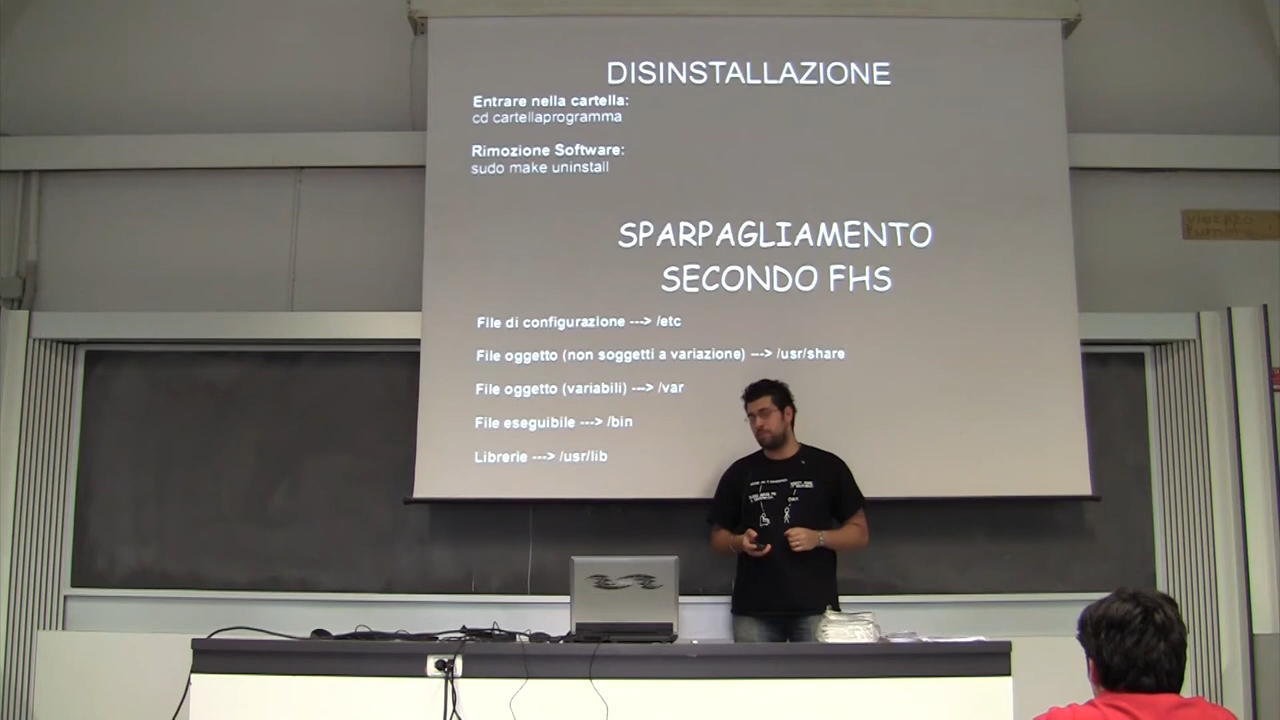 DISINSTALLAZIONE
Entrare nella cartella:
cd cartellaprogramma
Rimozione Software:
sudo make uninstall
SPARPAGLIAMENTO
SECONDO FHS
File di configurazione ---> /etc
File oggetto (non soggetti a variazione) ---> /usr/share
File oggetto (variabili) ---> /var
File eseguibile ---> /bin
Librerie ---> /usr/lib